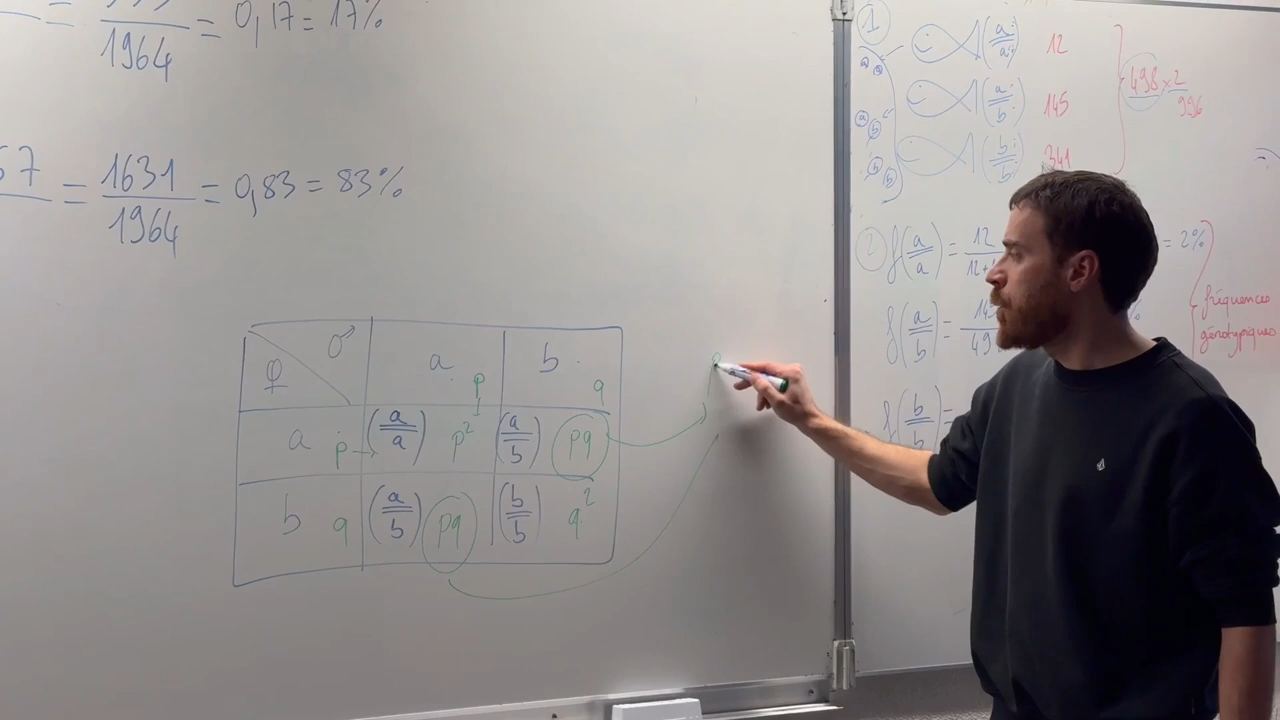 1964 = 0,17 = 17%
= 1631/1964 = 0,83 = 83%
♀ ♂ a p b q
a p → (a/a) p² (a/b) pq
b q (a/b) pq (b/b) q²
1
(a/a) 12
(a/b) 145
(b/b) 341
498 × 2
996
a a
a b
b b
2 f(a/a) = 12 = 2%
f(a/b) =
f(b/b) =
fréquences
génotypiques